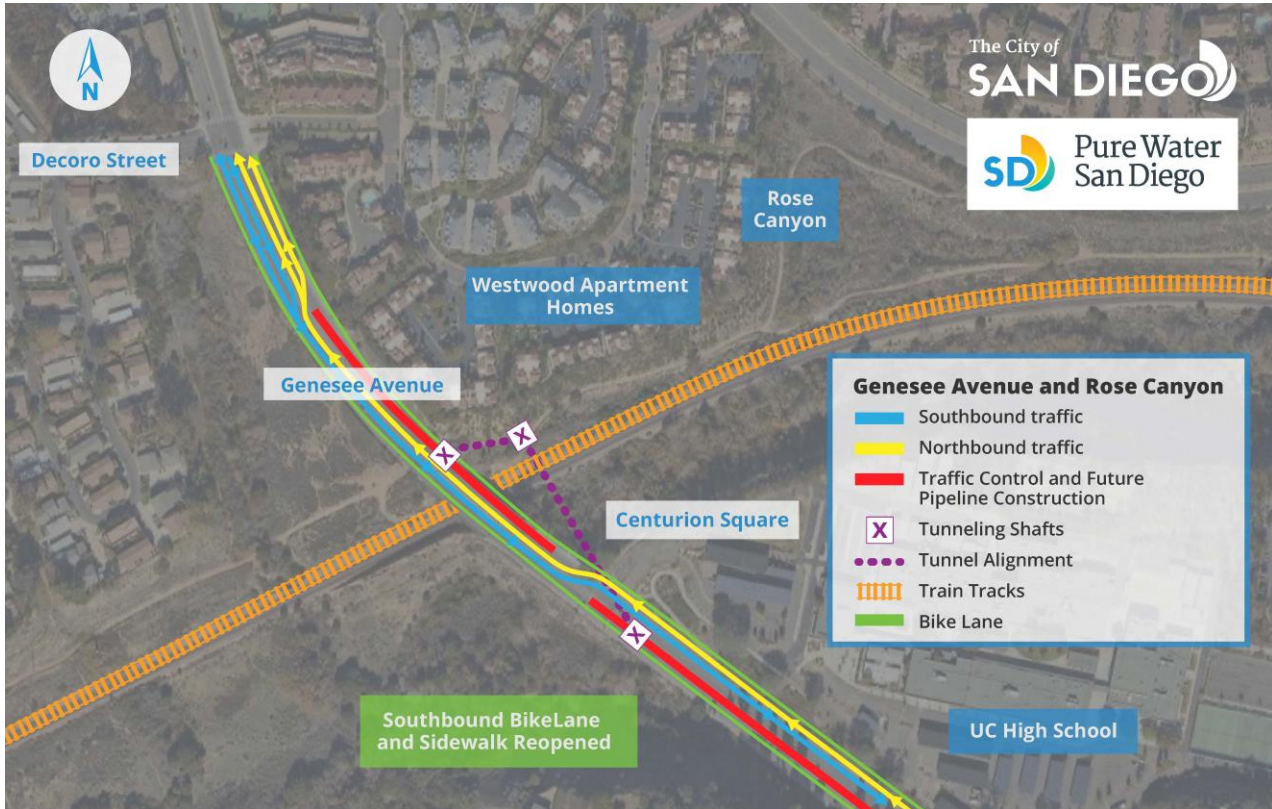 N
The City of
SAN DIEGO
SD
Pure Water
San Diego
Decoro Street
Rose
Canyon
Westwood Apartment
Homes
Genesee Avenue
X
X
Centurion Square
X
Genesee Avenue and Rose Canyon
Southbound traffic
Northbound traffic
Traffic Control and Future
Pipeline Construction
X
Tunneling Shafts
Tunnel Alignment
Train Tracks
Bike Lane
Southbound BikeLane
and Sidewalk Reopened
UC High School